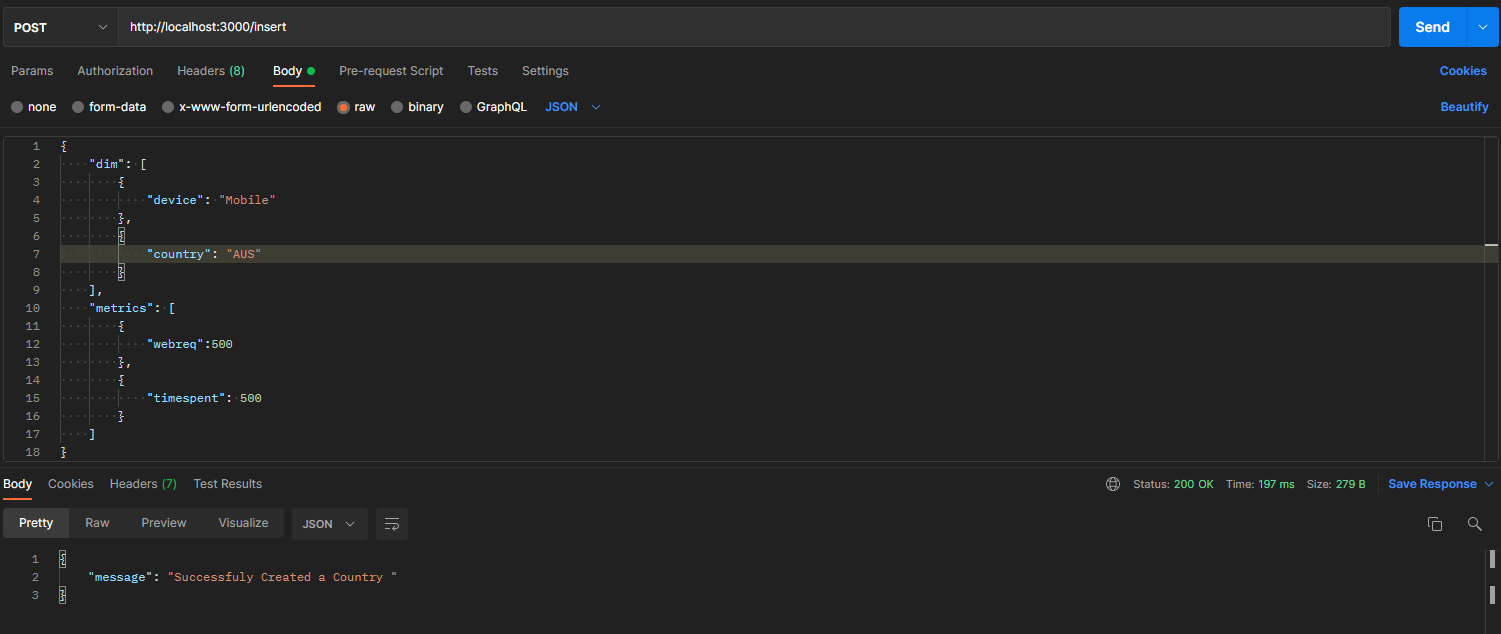 POST http://localhost:3000/insert Send
Params Authorization Headers (8) Body Pre-request Script Tests Settings Cookies
none form-data x-www-form-urlencoded raw binary GraphQL JSON Beautify
1 {
2 "dim": [
3 {
4 "device": "Mobile"
5 },
6 {
7 "country": "AUS"
8 }
9 ],
10 "metrics": [
11 {
12 "webreq":500
13 },
14 {
15 "timespent": 500
16 }
17 ]
18 }
Body Cookies Headers (7) Test Results Status: 200 OK Time: 197 ms Size: 279 B Save Response
Pretty Raw Preview Visualize JSON
1 {
2 "message": "Successfuly Created a Country "
3 }